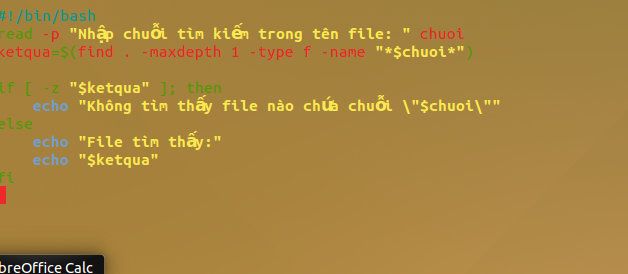 #!/bin/bash
read -p "Nhập chuỗi tìm kiếm trong tên file: " chuoi
ketqua=$(find . -maxdepth 1 -type f -name "*$chuoi*")
if [ -z "$ketqua" ]; then
    echo "Không tìm thấy file nào chứa chuỗi \"$chuoi\""
else
    echo "File tìm thấy:"
    echo "$ketqua"
fi
breOffice Calc